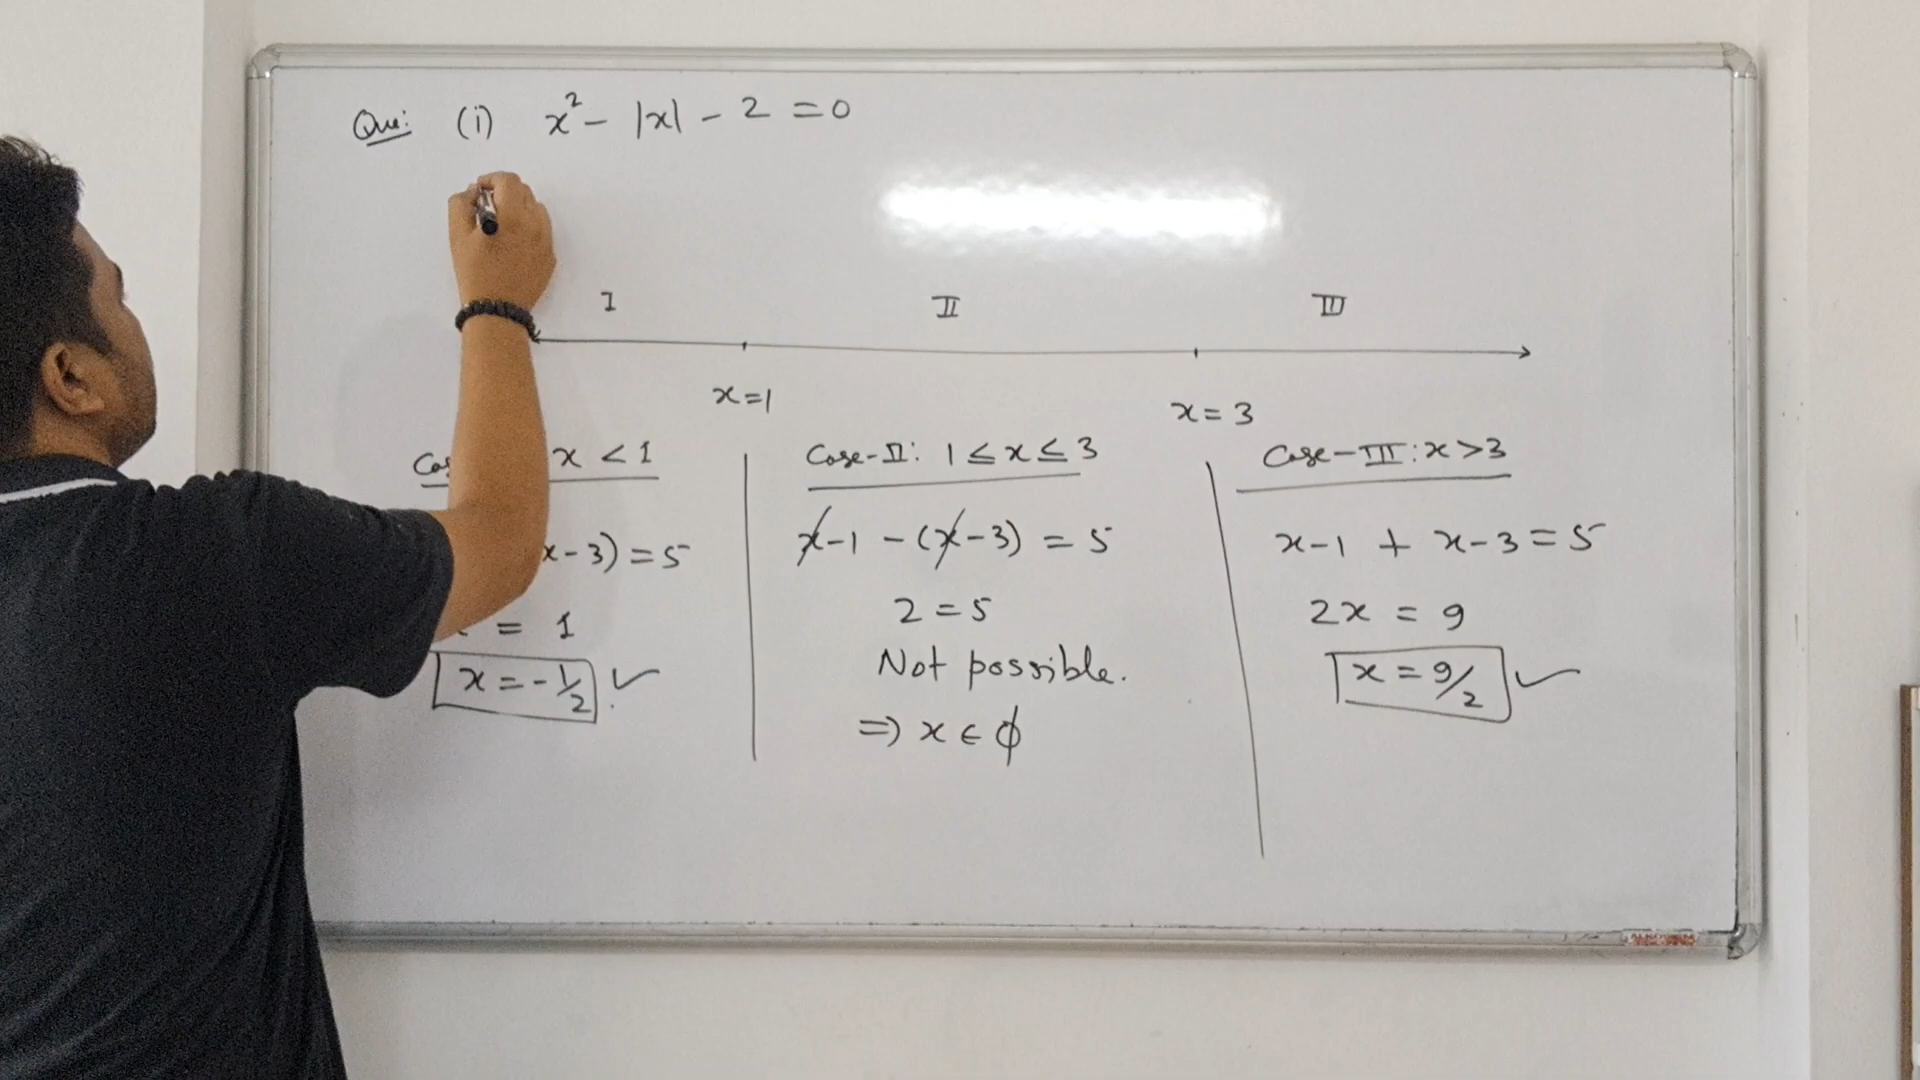 Que: (i) x² - |x| - 2 = 0
I II III
x=1 x = 3
x < 1
x-3) = 5
= 1
x = -1/2 ✓
Case-II: 1 ≤ x ≤ 3
x-1 - (x-3) = 5
2 = 5
Not possible.
=> x ∈ ϕ
Case-III: x>3
x-1 + x-3 = 5
2x = 9
x = 9/2 ✓